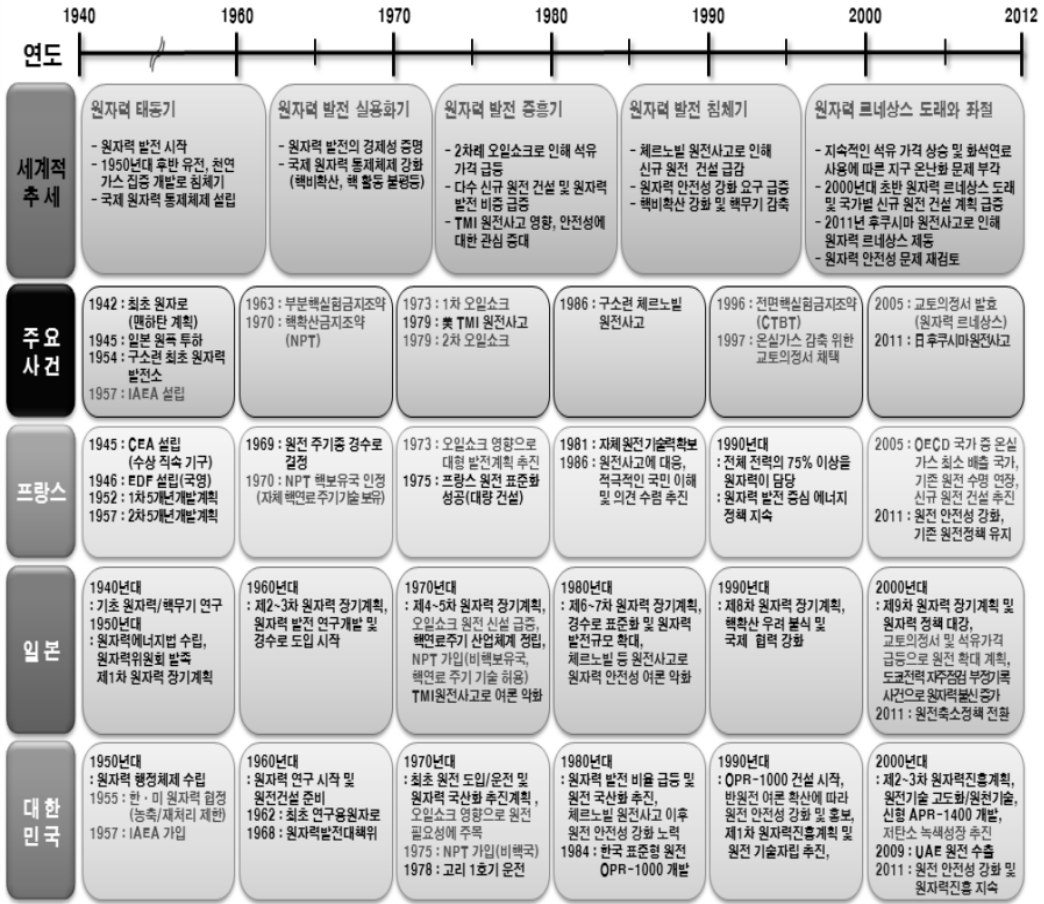 1940
1960
1970
1980
1990
2000
2012
연도
세계적
추세
원자력 태동기
- 원자력 발전 시작
- 1950년대 후반 유전, 천연
가스 집중 개발로 침체기
- 국제 원자력 통제체제 설립
원자력 발전 실용화기
- 원자력 발전의 경제성 증명
- 국제 원자력 통제체제 강화
(핵비확산, 핵 활동 불평등)
원자력 발전 중흥기
- 2차례 오일쇼크로 인해 석유
가격 급등
- 다수 신규 원전 건설 및 원자력
발전 비중 급증
- TMI 원전사고 영향, 안전성에
대한 관심 증대
원자력 발전 침체기
- 체르노빌 원전사고로 인해
신규 원전 건설 급감
- 원자력 안전성 강화 요구 급증
- 핵비확산 강화 및 핵무기 감축
원자력 르네상스 도래와 좌절
- 지속적인 석유 가격 상승 및 화석연료
사용에 따른 지구 온난화 문제 부각
- 2000년대 초반 원자력 르네상스 도래
및 국가별 신규 원전 건설 계획 급증
- 2011년 후쿠시마 원전사고로 인해
원자력 르네상스 제동
- 원자력 안전성 문제 재검토
주요
사건
1942 : 최초 원자로
(맨하탄 계획)
1945 : 일본 원폭 투하
1954 : 구소련 최초 원자력
발전소
1957 : IAEA 설립
1963 : 부분핵실험금지조약
1970 : 핵확산금지조약
(NPT)
1973 : 1차 오일쇼크
1979 : 美 TMI 원전사고
1979 : 2차 오일쇼크
1986 : 구소련 체르노빌
원전사고
1996 : 전면핵실험금지조약
(CTBT)
1997 : 온실가스 감축 위한
교토의정서 채택
2005 : 교토의정서 발효
(원자력 르네상스)
2011 : 日 후쿠시마원전사고
프랑스
1945 : CEA 설립
(수상 직속 기구)
1946 : EDF 설립(국영)
1952 : 1차5개년개발계획
1957 : 2차5개년개발계획
1969 : 원전 주기종 경수로
결정
1970 : NPT 핵보유국 인정
(자체 핵연료 주기기술 보유)
1973 : 오일쇼크 영향으로
대형 발전계획 추진
1975 : 프랑스 원전 표준화
성공(대량 건설)
1981 : 자체원전기술력확보
1986 : 원전사고에 대응,
적극적인 국민 이해
및 의견 수렴 추진
1990년대
: 전체 전력의 75% 이상을
원자력이 담당
: 원자력 발전 중심 에너지
정책 지속
2005 : OECD 국가 중 온실
가스 최소 배출 국가,
기존 원전 수명 연장,
신규 원전 건설 추진
2011 : 원전 안전성 강화,
기존 원전정책 유지
일본
1940년대
: 기초 원자력/핵무기 연구
1950년대
: 원자력에너지법 수립,
원자력위원회 발족
제1차 원자력 장기계획
1960년대
: 제2~3차 원자력 장기계획,
원자력 발전 연구개발 및
경수로 도입 시작
1970년대
: 제4~5차 원자력 장기계획,
오일쇼크 원전 신설 급증,
핵연료주기 산업체계 정립,
NPT 가입(비핵보유국,
핵연료 주기 기술 허용)
TMI원전사고로 여론 악화
1980년대
: 제6~7차 원자력 장기계획,
경수로 표준화 및 원자력
발전규모 확대,
체르노빌 등 원전사고로
원자력 안전성 여론 악화
1990년대
: 제8차 원자력 장기계획,
핵확산 우려 불식 및
국제 협력 강화
2000년대
: 제9차 원자력 장기계획 및
원자력 정책 대강,
교토의정서 및 석유가격
급등으로 원전 확대 계획,
도쿄전력 자주점검 부정기록
사건으로 원자력불신 증가
2011 : 원전축소정책 전환
대한
민국
1950년대
: 원자력 행정체제 수립
1955 : 한·미 원자력 협정
(농축/재처리 제한)
1957 : IAEA 가입
1960년대
: 원자력 연구 시작 및
원전건설 준비
1962 : 최초 연구용원자로
1968 : 원자력발전대책위
1970년대
: 최초 원전 도입/운전 및
원자력 국산화 추진계획,
오일쇼크 영향으로 원전
필요성에 주목
1975 : NPT 가입(비핵국)
1978 : 고리 1호기 운전
1980년대
: 원자력 발전 비율 급등 및
원전 국산화 추진,
체르노빌 원전사고 이후
원전 안전성 강화 노력
1984 : 한국 표준형 원전
OPR-1000 개발
1990년대
: OPR-1000 건설 시작,
반원전 여론 확산에 따라
원전 안전성 강화 및 홍보,
제1차 원자력진흥계획 및
원전 기술자립 추진,
2000년대
: 제2~3차 원자력진흥계획,
원전기술 고도화/원천기술,
신형 APR-1400 개발,
저탄소 녹색성장 추진
2009 : UAE 원전 수출
2011 : 원전 안전성 강화 및
원자력진흥 지속